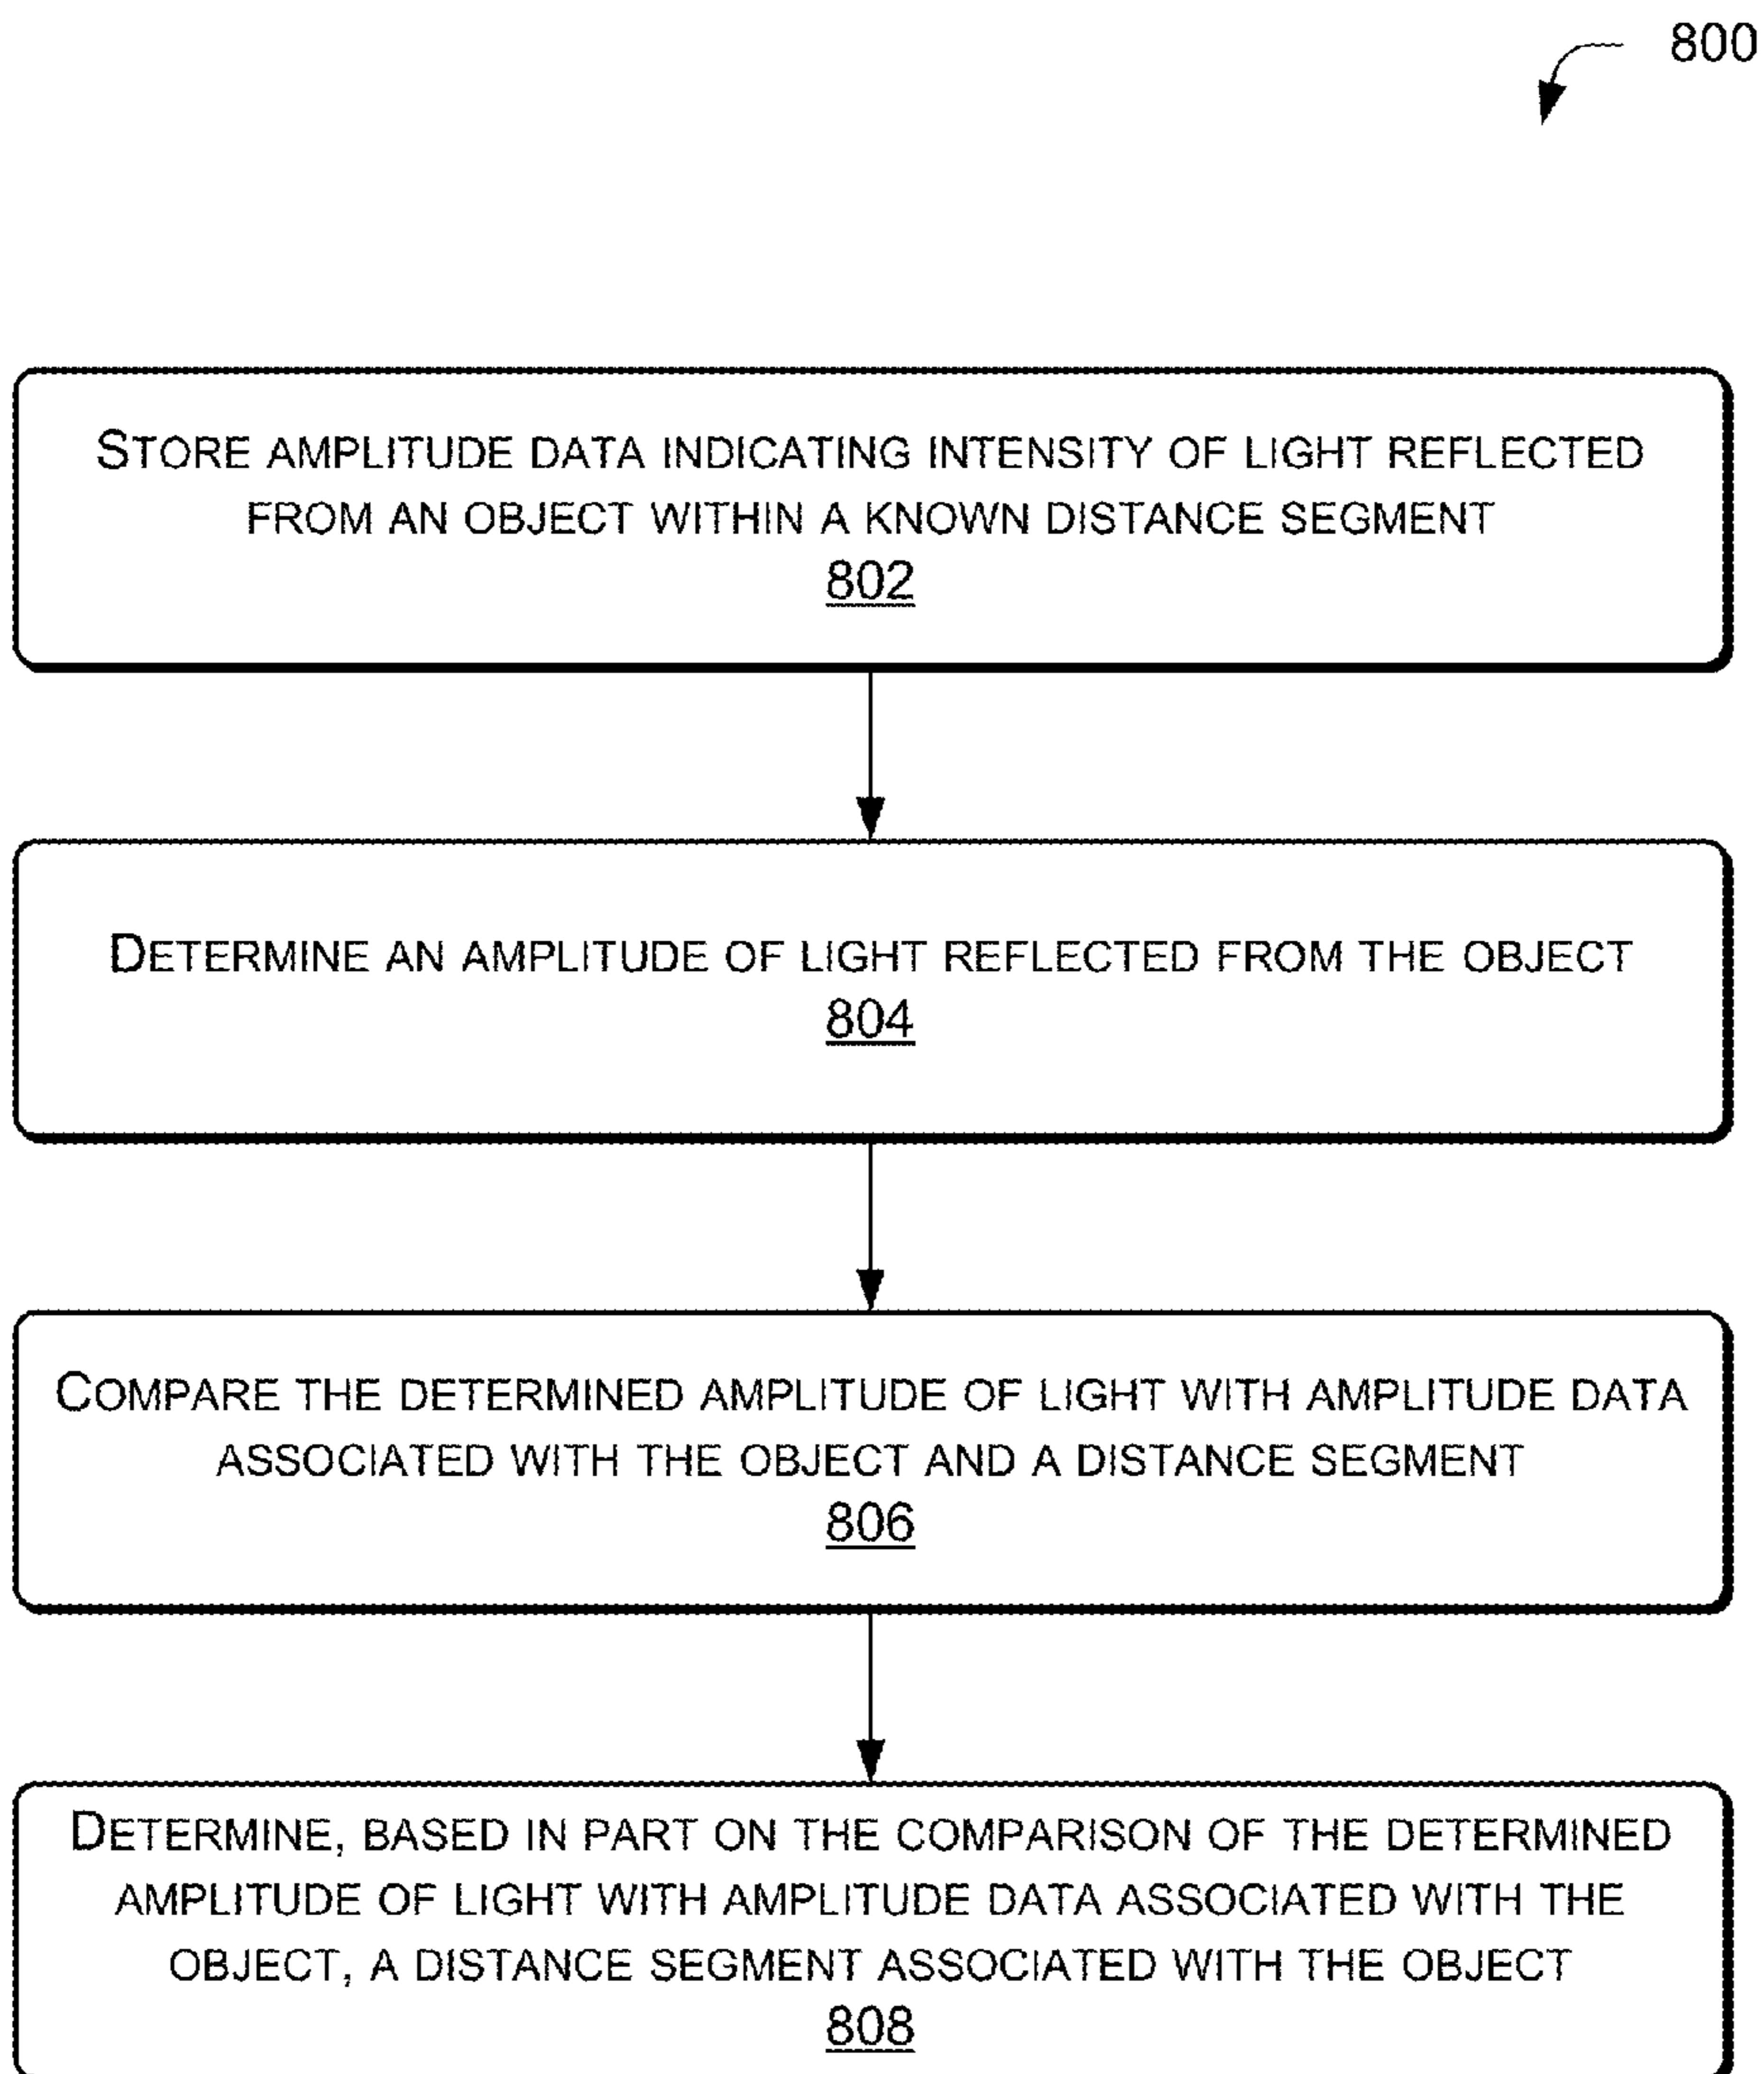 800
STORE AMPLITUDE DATA INDICATING INTENSITY OF LIGHT REFLECTED
FROM AN OBJECT WITHIN A KNOWN DISTANCE SEGMENT
802
DETERMINE AN AMPLITUDE OF LIGHT REFLECTED FROM THE OBJECT
804
COMPARE THE DETERMINED AMPLITUDE OF LIGHT WITH AMPLITUDE DATA
ASSOCIATED WITH THE OBJECT AND A DISTANCE SEGMENT
806
DETERMINE, BASED IN PART ON THE COMPARISON OF THE DETERMINED
AMPLITUDE OF LIGHT WITH AMPLITUDE DATA ASSOCIATED WITH THE
OBJECT, A DISTANCE SEGMENT ASSOCIATED WITH THE OBJECT
808